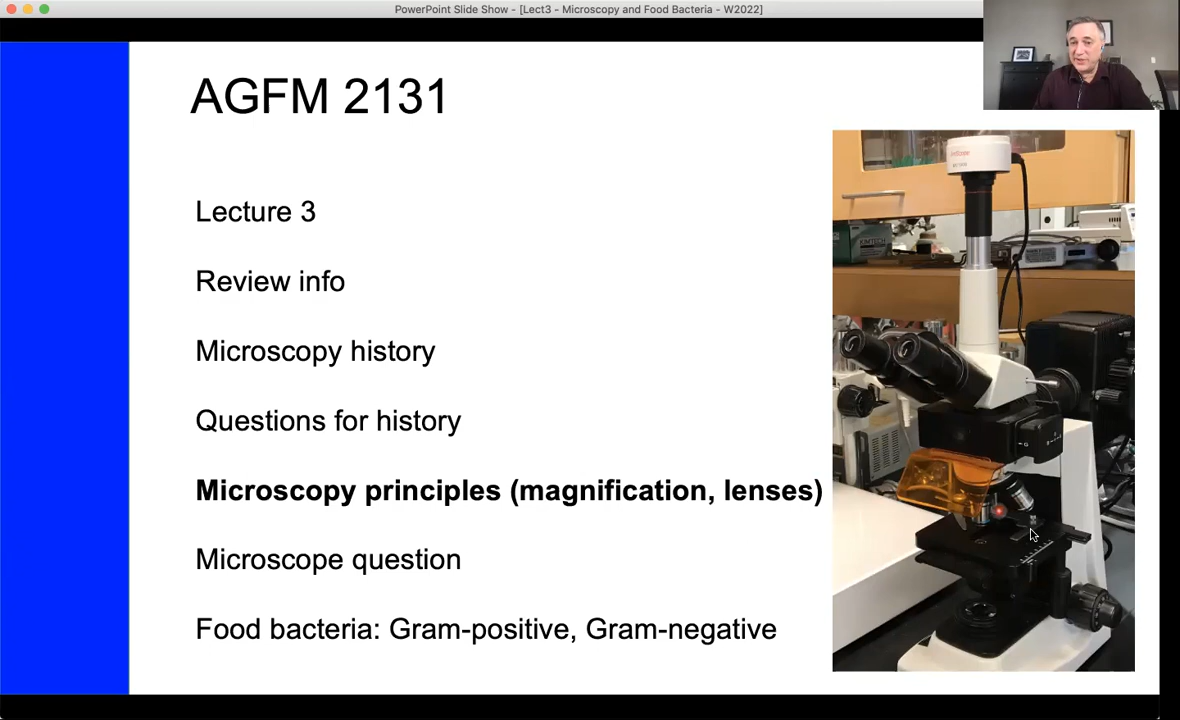 PowerPoint Slide Show - [Lect3 - Microscopy and Food Bacteria - W2022]
AGFM 2131
Lecture 3
Review info
Microscopy history
Questions for history
Microscopy principles (magnification, lenses)
Microscope question
Food bacteria: Gram-positive, Gram-negative